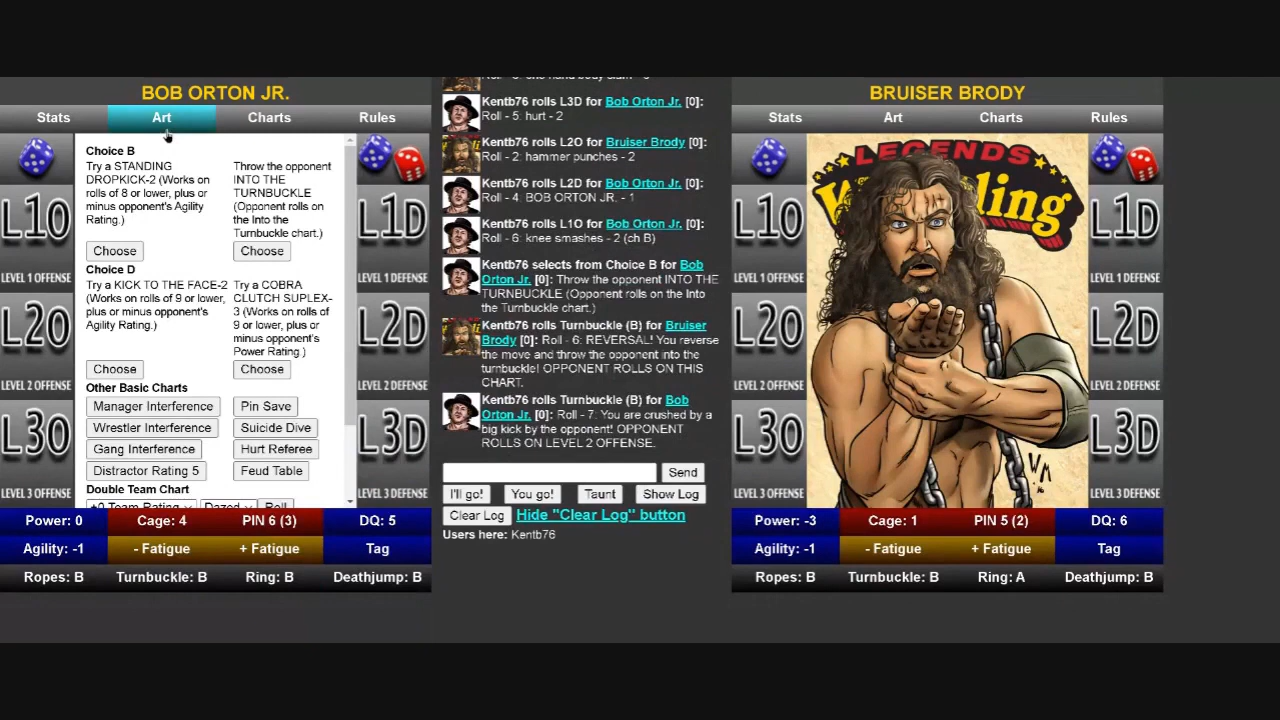 BOB ORTON JR.
Stats
Art
Charts
Rules
L1O
LEVEL 1 OFFENSE
L2O
LEVEL 2 OFFENSE
L3O
LEVEL 3 OFFENSE
Choice B
Try a STANDING
DROPKICK-2 (Works on
rolls of 8 or lower, plus or
minus opponent's Agility
Rating.)
Choose
Throw the opponent
INTO THE
TURNBUCKLE
(Opponent rolls on
the Into the
Turnbuckle chart.)
Choose
Choice D
Try a KICK TO THE FACE-2
(Works on rolls of 9 or lower,
plus or minus opponent's
Agility Rating.)
Choose
Try a COBRA
CLUTCH SUPLEX-
3 (Works on rolls of
9 or lower, plus or
minus opponent's
Power Rating.)
Choose
Other Basic Charts
Manager Interference
Pin Save
Wrestler Interference
Suicide Dive
Gang Interference
Hurt Referee
Distractor Rating 5
Feud Table
Double Team Chart
+0 Team Rating
Dazed
Roll
L1D
LEVEL 1 DEFENSE
L2D
LEVEL 2 DEFENSE
L3D
LEVEL 3 DEFENSE
Power: 0
Cage: 4
PIN 6 (3)
DQ: 5
Agility: -1
- Fatigue
+ Fatigue
Tag
Ropes: B
Turnbuckle: B
Ring: B
Deathjump: B
Kentb76 rolls L3D for Bob Orton Jr. [0]:
Roll - 5: hurt - 2
Kentb76 rolls L2O for Bruiser Brody [0]:
Roll - 2: hammer punches - 2
Kentb76 rolls L2D for Bob Orton Jr. [0]:
Roll - 4: BOB ORTON JR. - 1
Kentb76 rolls L1O for Bob Orton Jr. [0]:
Roll - 6: knee smashes - 2 (ch B)
Kentb76 selects from Choice B for Bob
Orton Jr. [0]: Throw the opponent INTO THE
TURNBUCKLE (Opponent rolls on the Into
the Turnbuckle chart.)
Kentb76 rolls Turnbuckle (B) for Bruiser
Brody [0]: Roll - 6: REVERSAL! You reverse
the move and throw the opponent into the
turnbuckle! OPPONENT ROLLS ON THIS
CHART.
Kentb76 rolls Turnbuckle (B) for Bob
Orton Jr. [0]: Roll - 7: You are crushed by a
big kick by the opponent! OPPONENT
ROLLS ON LEVEL 2 OFFENSE.
Send
I'll go!
You go!
Taunt
Show Log
Clear Log
Hide "Clear Log" button
Users here: Kentb76
BRUISER BRODY
Stats
Art
Charts
Rules
L1O
LEVEL 1 OFFENSE
L2O
LEVEL 2 OFFENSE
L3O
LEVEL 3 OFFENSE
LEGENDS
L1D
LEVEL 1 DEFENSE
L2D
LEVEL 2 DEFENSE
L3D
LEVEL 3 DEFENSE
Power: -3
Cage: 1
PIN 5 (2)
DQ: 6
Agility: -1
- Fatigue
+ Fatigue
Tag
Ropes: B
Turnbuckle: B
Ring: A
Deathjump: B